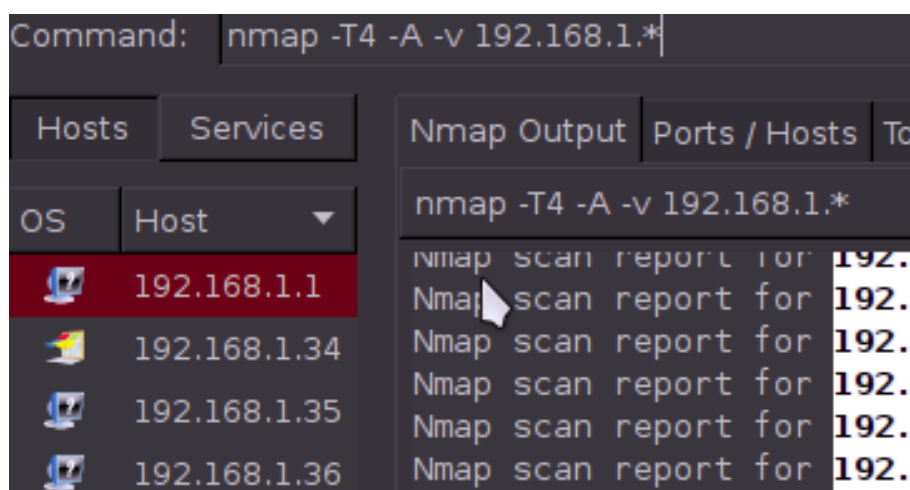 Command: nmap -T4 -A -v 192.168.1.*
Hosts Services
Nmap Output Ports / Hosts
nmap -T4 -A -v 192.168.1.*
OS Host
192.168.1.1
192.168.1.34
192.168.1.35
192.168.1.36
Nmap scan report for 192.
Nmap scan report for 192.
Nmap scan report for 192.
Nmap scan report for 192.
Nmap scan report for 192.
Nmap scan report for 192.